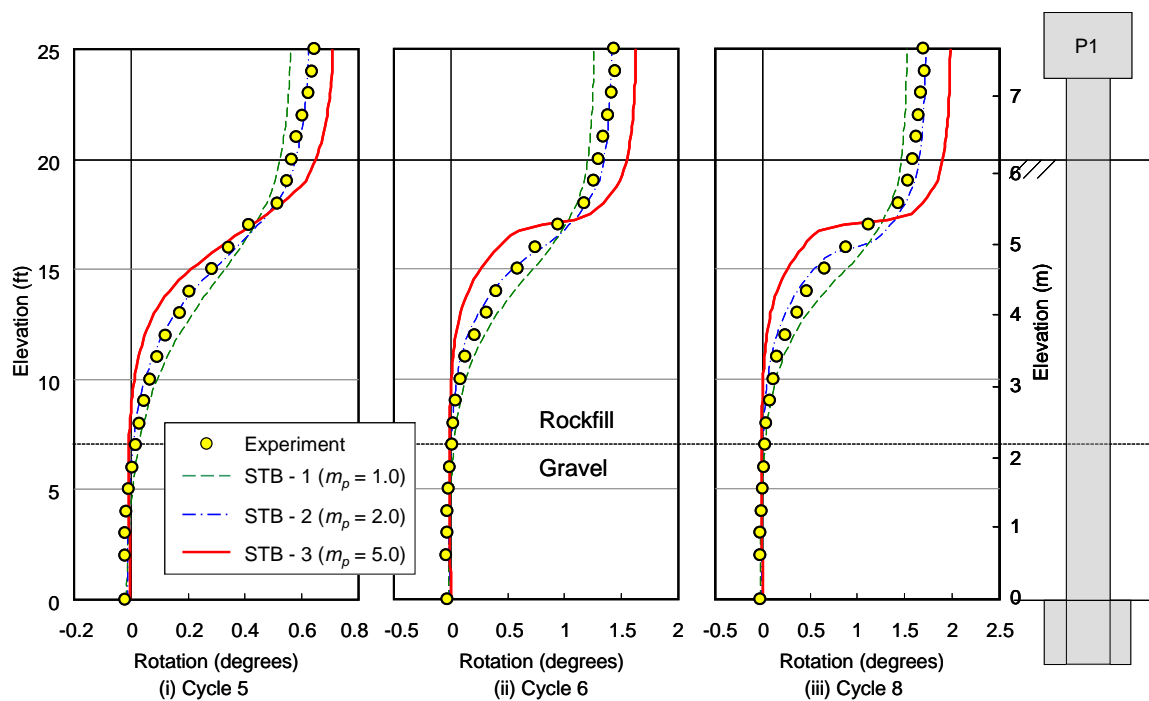 P1
25
20
15
10
5
0
Elevation (ft)
Experiment
STB - 1 (mp = 1.0)
STB - 2 (mp = 2.0)
STB - 3 (mp = 5.0)
Rockfill
Gravel
7
6
5
4
3
2
1
0
Elevation (m)
-0.2 0 0.2 0.4 0.6 0.8
-0.5 0 0.5 1 1.5 2
-0.5 0 0.5 1 1.5 2 2.5
Rotation (degrees)
(i) Cycle 5
Rotation (degrees)
(ii) Cycle 6
Rotation (degrees)
(iii) Cycle 8